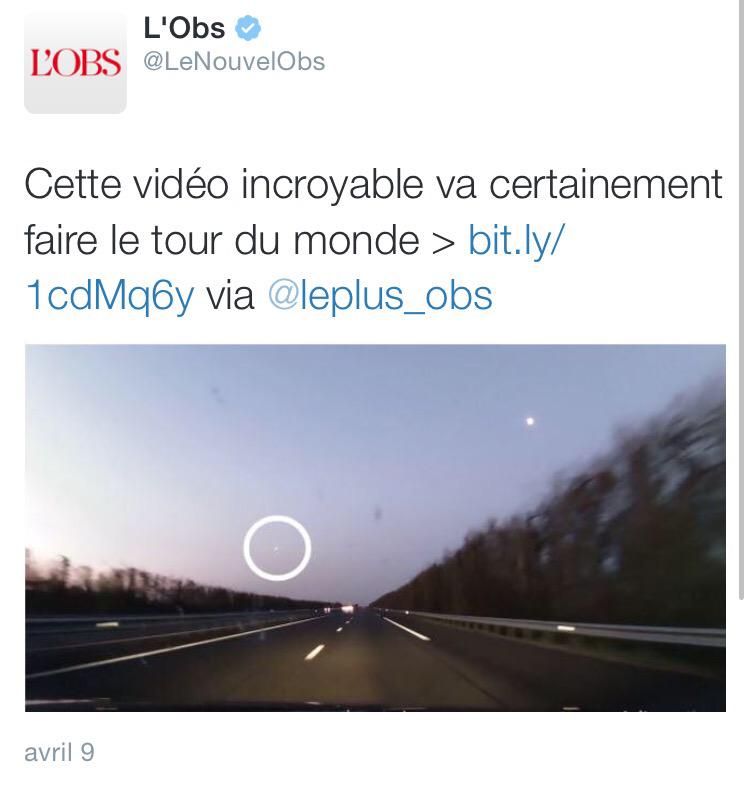 L'Obs
L'OBS
@LeNouvelObs
Cette vidéo incroyable va certainement
faire le tour du monde > bit.ly/
1cdMq6y via @leplus_obs
avril 9